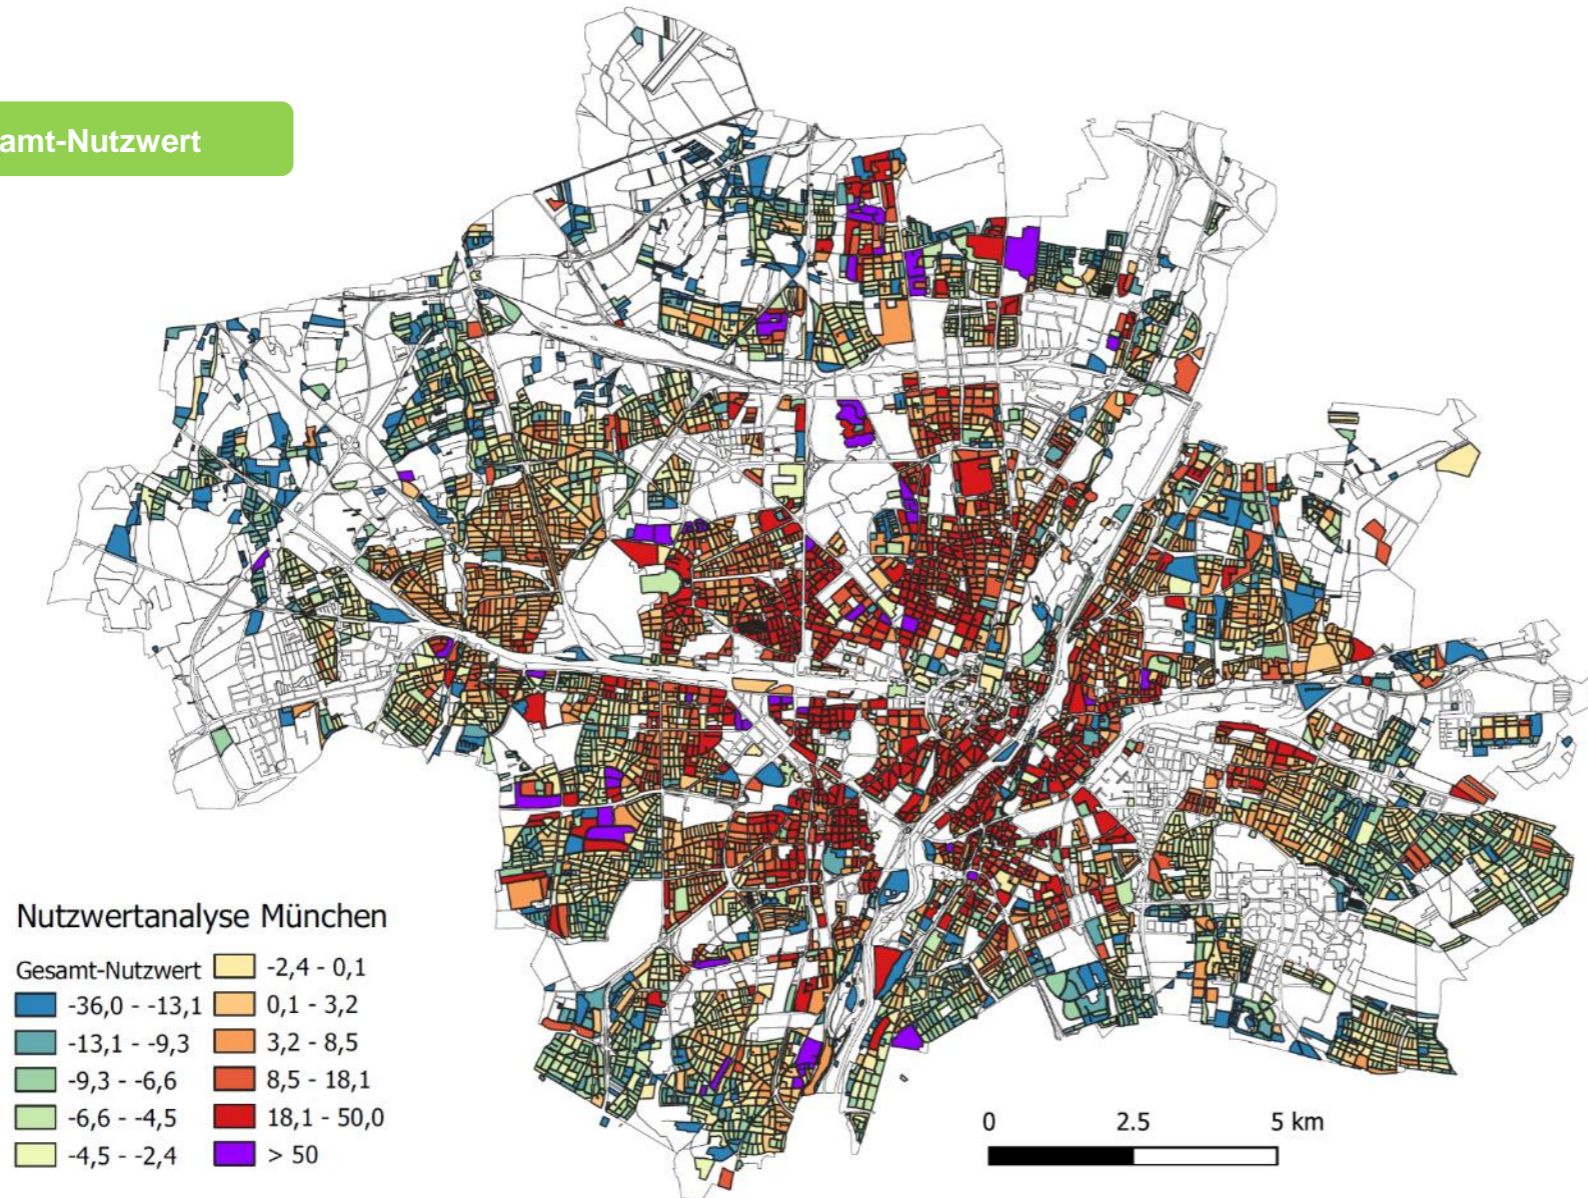 amt-Nutzwert
Nutzwertanalyse München
Gesamt-Nutzwert
-36,0 - -13,1
-13,1 - -9,3
-9,3 - -6,6
-6,6 - -4,5
-4,5 - -2,4
-2,4 - 0,1
0,1 - 3,2
3,2 - 8,5
8,5 - 18,1
18,1 - 50,0
> 50
0 2.5 5 km